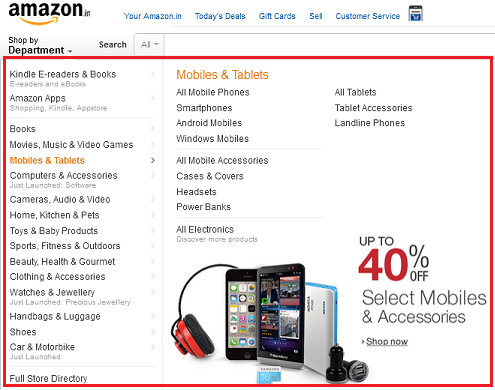 amazon.in
Your Amazon.in Today's Deals Gift Cards Sell Customer Service
Shop by
Department
Search All
Kindle E-readers & Books
E-readers and eBooks
Amazon Apps
Shopping, Kindle, Appstore
Books
Movies, Music & Video Games
Mobiles & Tablets
Computers & Accessories
Just Launched: Software
Cameras, Audio & Video
Home, Kitchen & Pets
Toys & Baby Products
Sports, Fitness & Outdoors
Beauty, Health & Gourmet
Clothing & Accessories
Watches & Jewellery
Just Launched: Precious Jewellery
Handbags & Luggage
Shoes
Car & Motorbike
Just Launched
Full Store Directory
Mobiles & Tablets
All Mobile Phones
Smartphones
Android Mobiles
Windows Mobiles
All Mobile Accessories
Cases & Covers
Headsets
Power Banks
All Electronics
Discover more products
All Tablets
Tablet Accessories
Landline Phones
UP TO
40% OFF
Select Mobiles
& Accessories
Shop now
BlackBerry
SAMSUNG